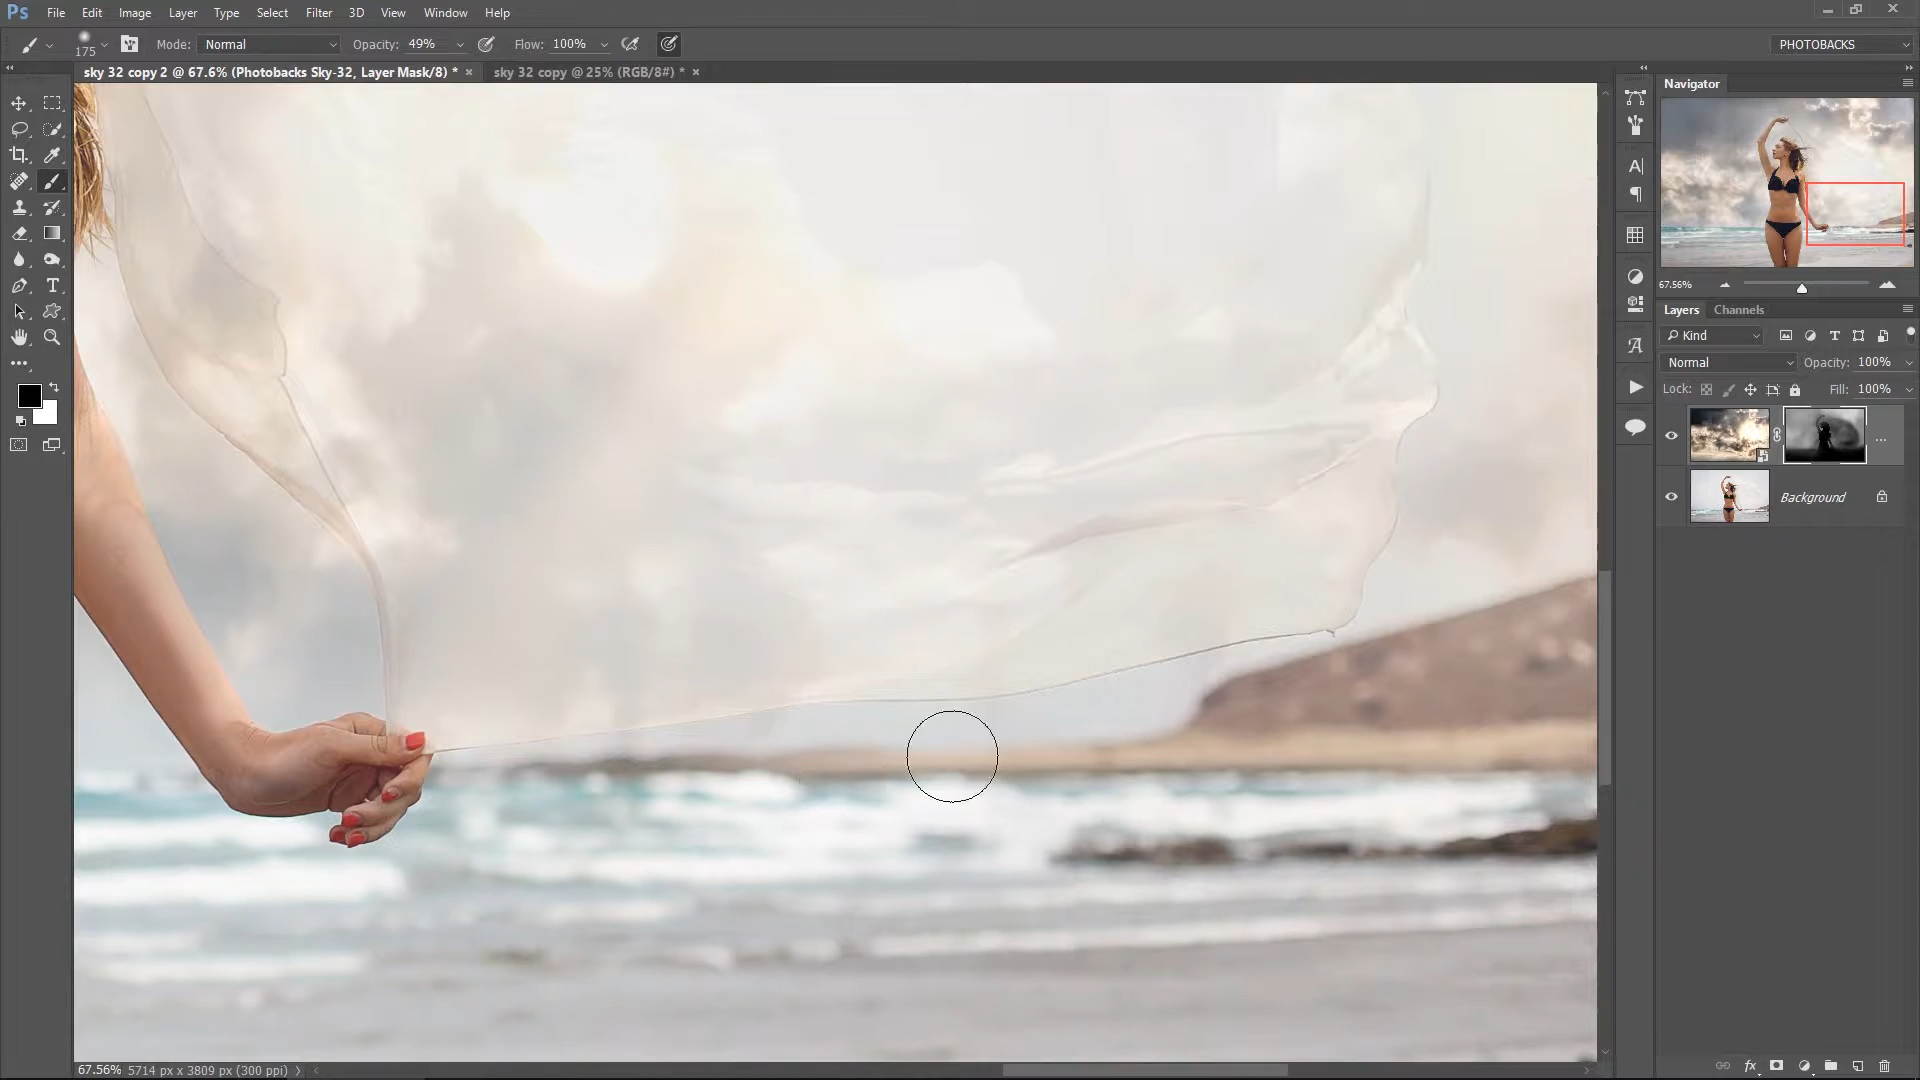 Ps File Edit Image Layer Type Select Filter 3D View Window Help
175 Mode: Normal Opacity: 49% Flow: 100% PHOTOBACKS
sky 32 copy 2 @ 67.6% (Photobacks Sky-32, Layer Mask/8) * × sky 32 copy @ 25% (RGB/8#) * ×
Navigator
67.56%
Layers Channels
Kind
Normal Opacity: 100%
Lock: Fill: 100%
...
Background
67.56% 5714 px x 3809 px (300 ppi)